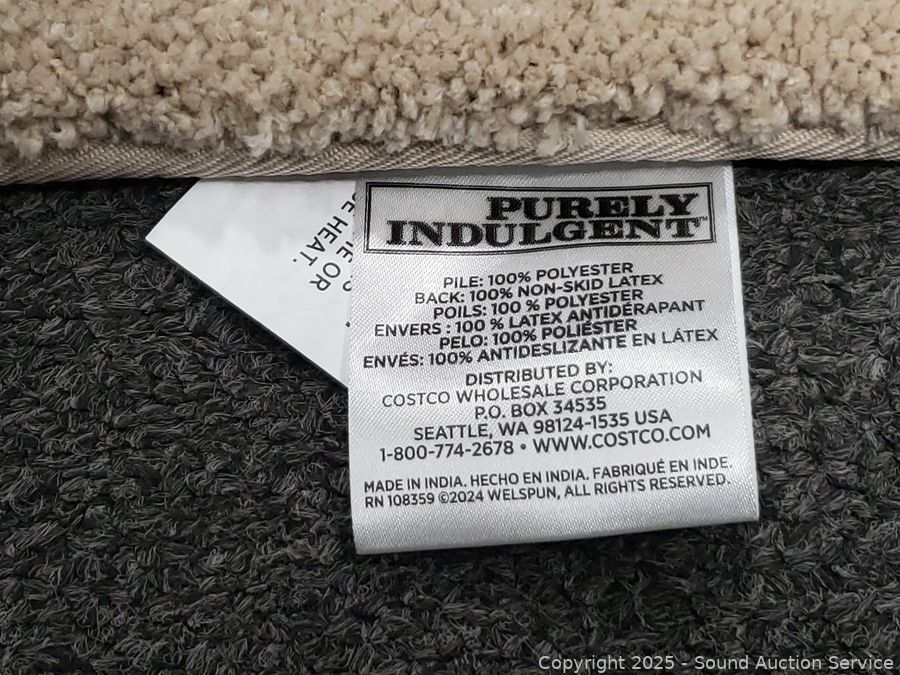 PURELY
INDULGENT™
PILE: 100% POLYESTER
BACK: 100% NON-SKID LATEX
POILS: 100 % POLYESTER
ENVERS : 100 % LATEX ANTIDÉRAPANT
PELO: 100% POLIÉSTER
ENVÉS: 100% ANTIDESLIZANTE EN LÁTEX
DISTRIBUTED BY:
COSTCO WHOLESALE CORPORATION
P.O. BOX 34535
SEATTLE, WA 98124-1535 USA
1-800-774-2678 • WWW.COSTCO.COM
MADE IN INDIA. HECHO EN INDIA. FABRIQUÉ EN INDE.
RN 108359 ©2024 WELSPUN, ALL RIGHTS RESERVED.
HEAT.
OR
Copyright © 2025 - Sound Auction Service